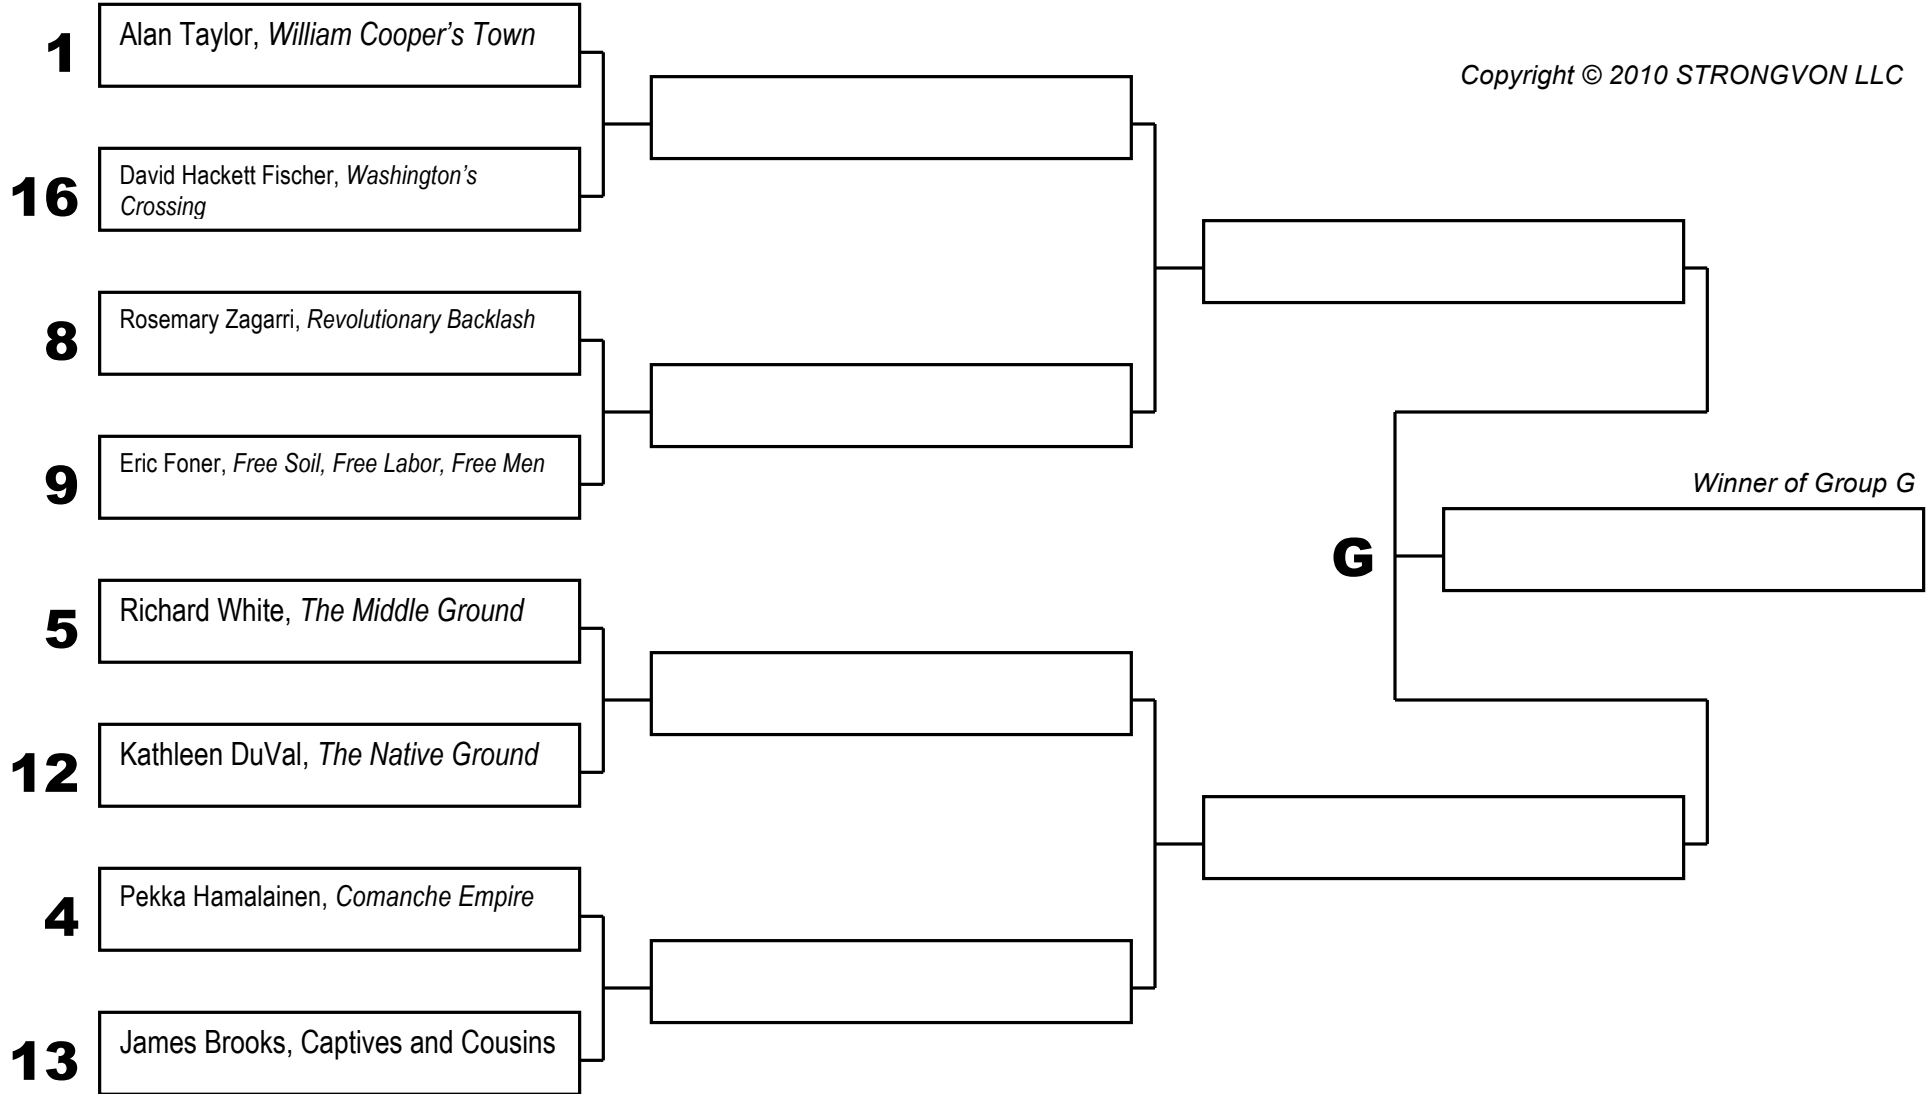 1
Alan Taylor, William Cooper’s Town
Copyright © 2010 STRONGVON LLC
16
David Hackett Fischer, Washington’s
Crossing
8
Rosemary Zagarri, Revolutionary Backlash
9
Eric Foner, Free Soil, Free Labor, Free Men
Winner of Group G
G
5
Richard White, The Middle Ground
12
Kathleen DuVal, The Native Ground
4
Pekka Hamalainen, Comanche Empire
13
James Brooks, Captives and Cousins